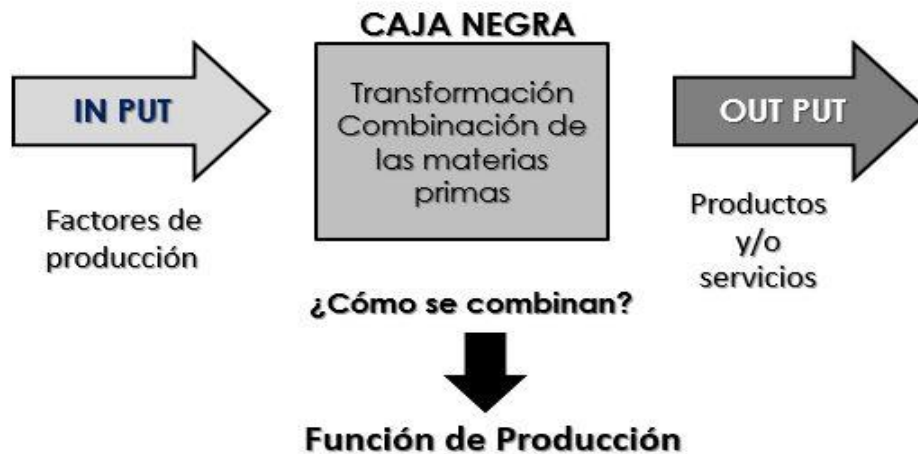 CAJA NEGRA
IN PUT
Transformación
Combinación de
las materias
primas
OUT PUT
Factores de
producción
Productos
y/o
servicios
¿Cómo se combinan?
Función de Producción